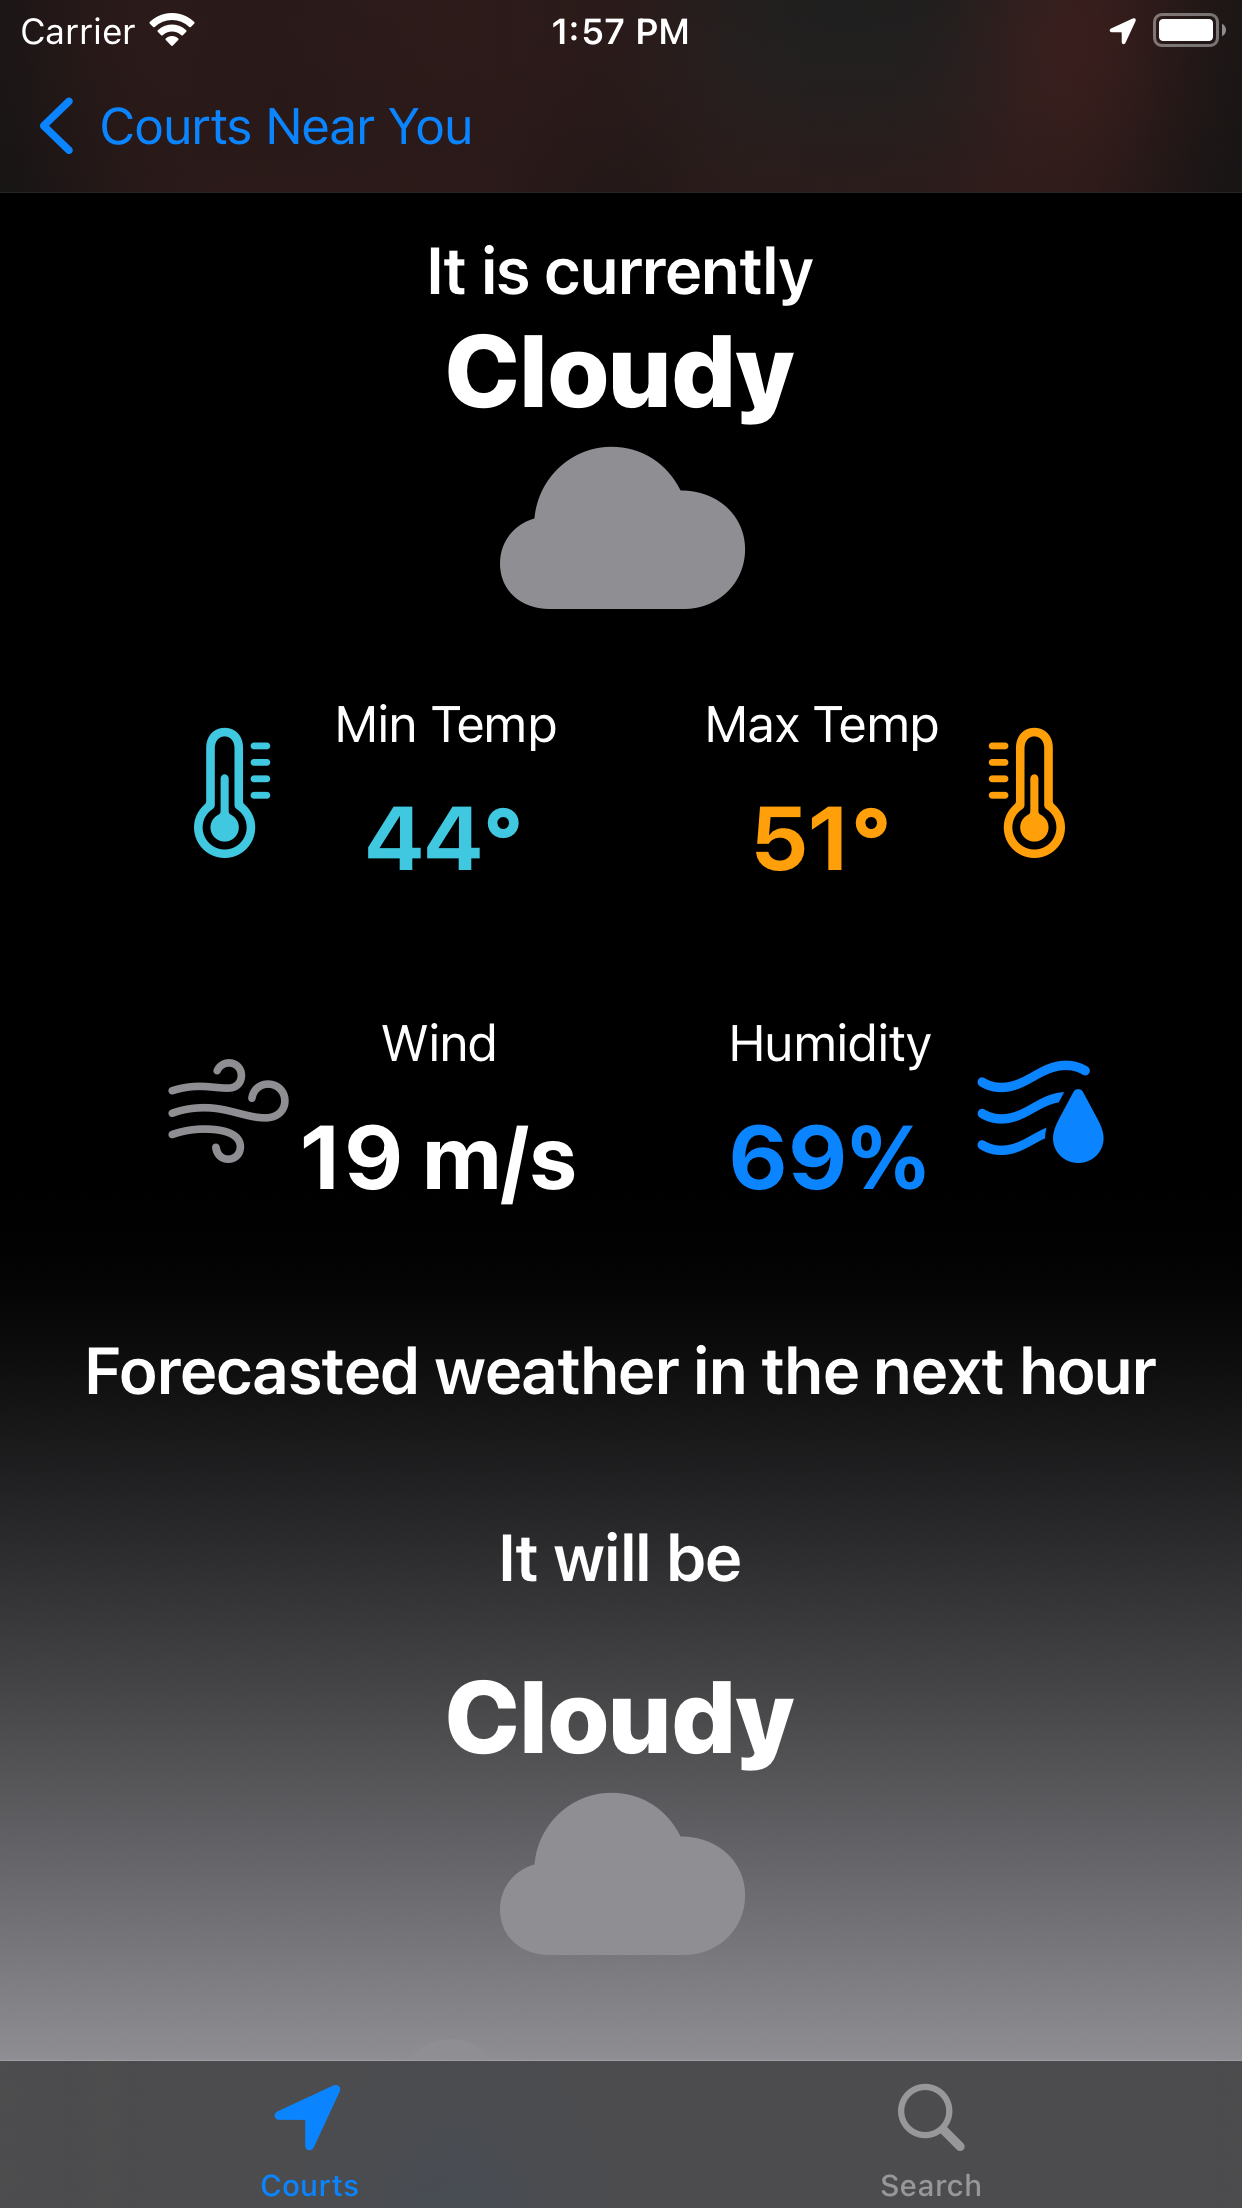 Carrier 1:57 PM
Courts Near You
It is currently
Cloudy
Min Temp Max Temp
44° 51°
Wind Humidity
19 m/s 69%
Forecasted weather in the next hour
It will be
Cloudy
Courts Search